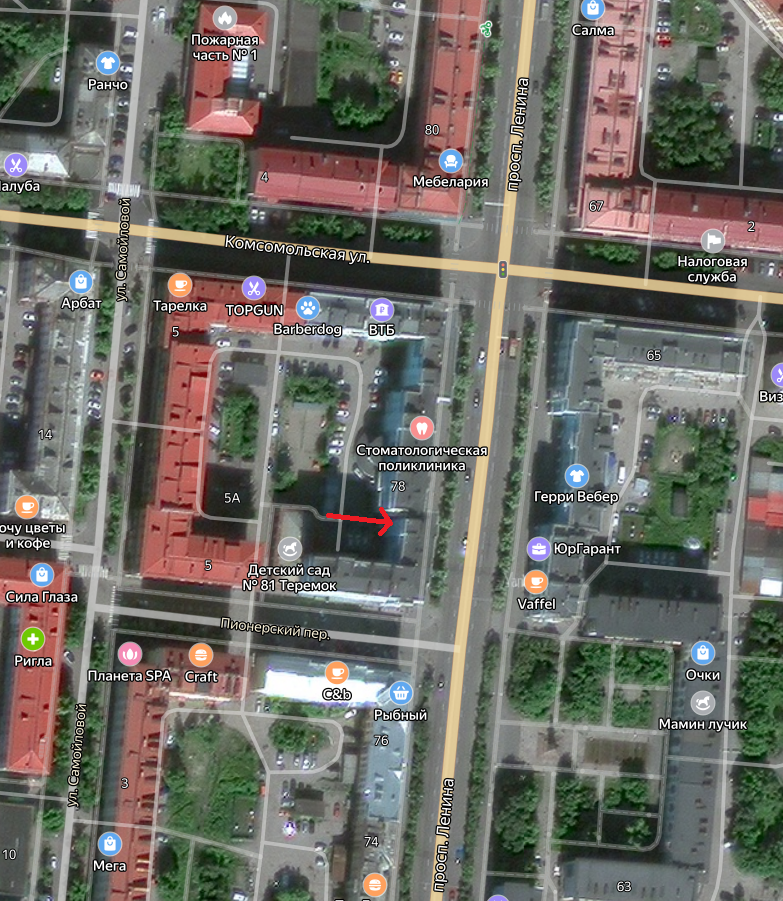 Салма
Пожарная
часть № 1
Ранчо
просп. Ленина
80
4
Мебелария
67
2
Налоговая
служба
ул. Самойловой
Комсомольская ул.
Арбат
Тарелка
TOPGUN
Barberdog
ВТБ
5
65
14
Стоматологическая
поликлиника
78
Герри Вебер
5А
очу цветы
и кофе
5
Детский сад
№ 81 Теремок
ЮрГарант
Сила Глаза
Vaffel
Пионерский пер.
Ригла
Планета SPA
Craft
C&b
Рыбный
Очки
Мамин лучик
76
ул. Самойловой
3
74
просп. Ленина
10
Мега
63